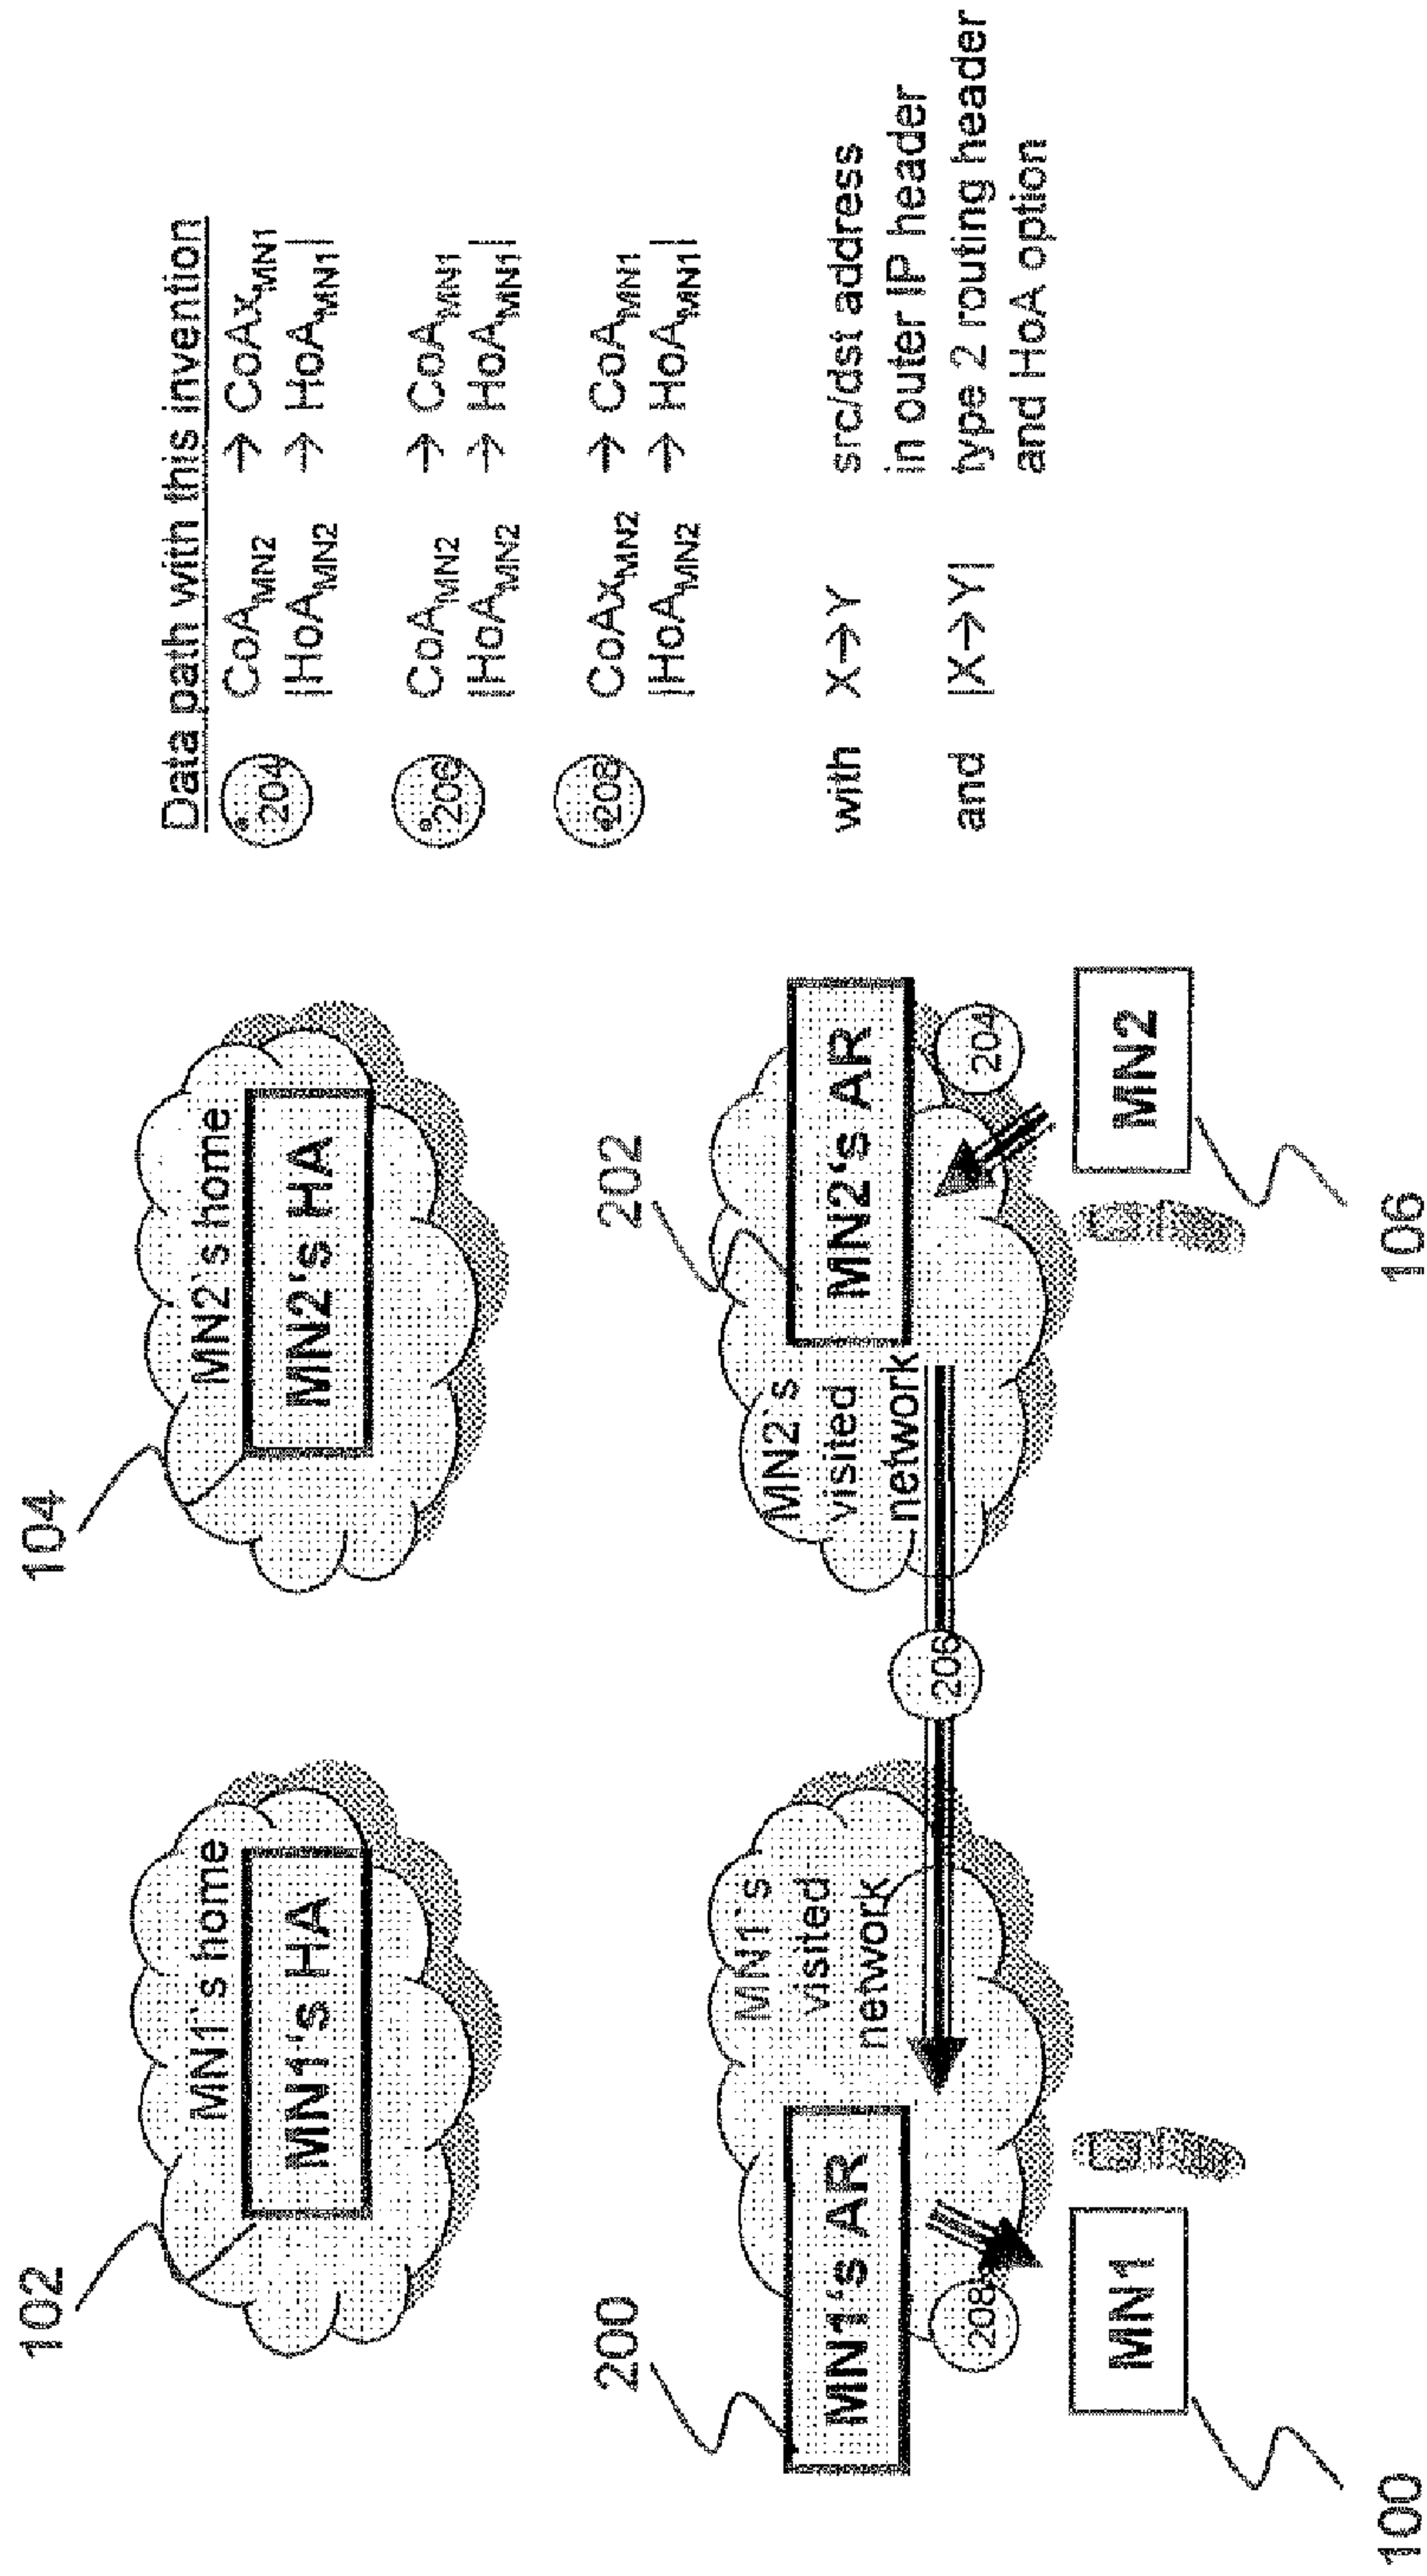 102
104
MN1`s home
MN2`s home
MN1's HA
MN2's HA
200
202
MN1`s
visited
network
MN2`s
visited
network
MN1's AR
MN2's AR
208
206
204
MN1
MN2
100
106
Data path with this invention
204 CoA_MN2 → CoAx_MN1
|HoA_MN2 → HoA_MN1|
206 CoA_MN2 → CoA_MN1
|HoA_MN2 → HoA_MN1|
208 CoAx_MN2 → CoA_MN1
|HoA_MN2 → HoA_MN1|
with X→Y src/dst address
in outer IP header
and |X→Y| type 2 routing header
and HoA option